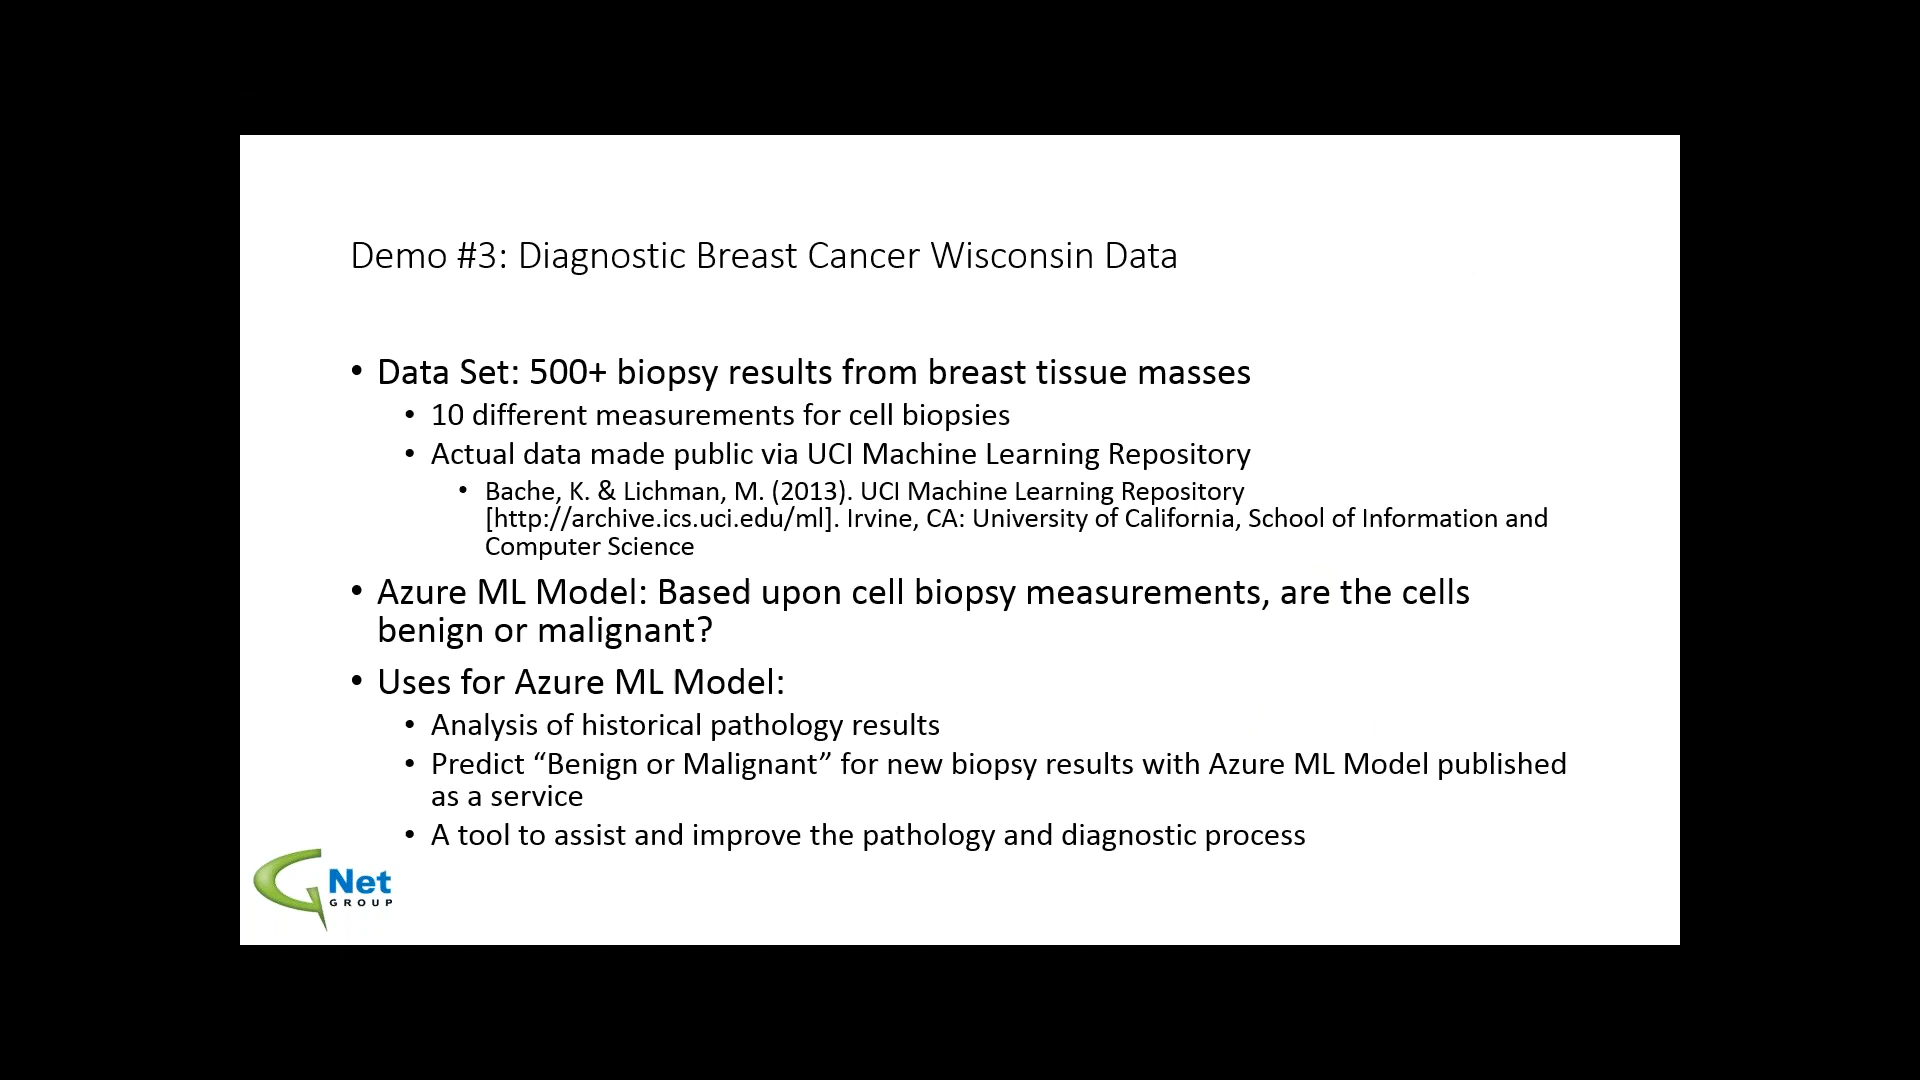 Demo #3: Diagnostic Breast Cancer Wisconsin Data
• Data Set: 500+ biopsy results from breast tissue masses
• 10 different measurements for cell biopsies
• Actual data made public via UCI Machine Learning Repository
• Bache, K. & Lichman, M. (2013). UCI Machine Learning Repository
[http://archive.ics.uci.edu/ml]. Irvine, CA: University of California, School of Information and
Computer Science
• Azure ML Model: Based upon cell biopsy measurements, are the cells
benign or malignant?
• Uses for Azure ML Model:
• Analysis of historical pathology results
• Predict “Benign or Malignant” for new biopsy results with Azure ML Model published
as a service
• A tool to assist and improve the pathology and diagnostic process
Net
GROUP